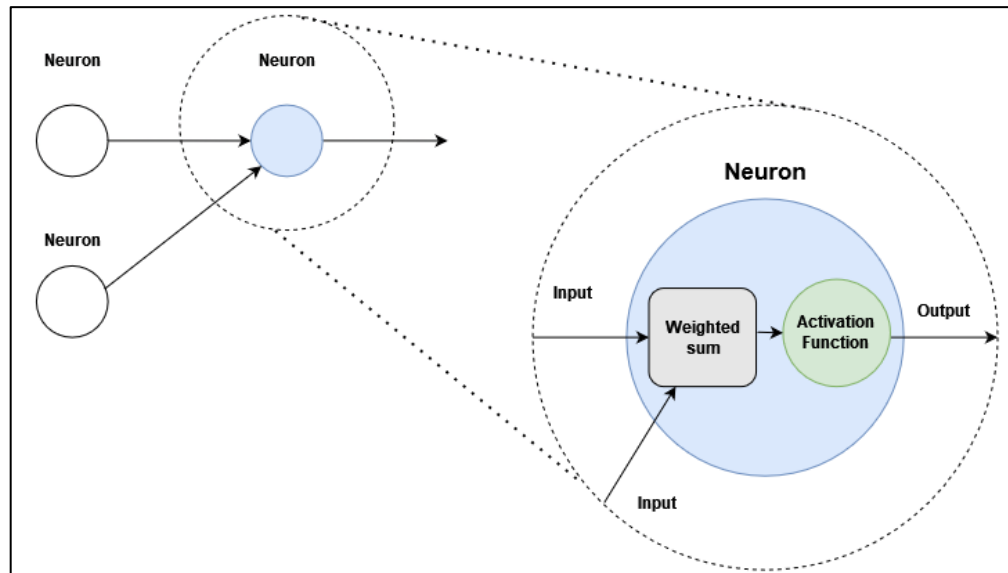 Neuron
Neuron
Neuron
Neuron
Input
Weighted
sum
Activation
Function
Output
Input